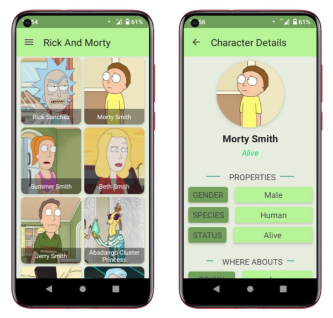 54
61%
Rick And Morty
Rick Sanchez
Morty Smith
Summer Smith
Beth Smith
Jerry Smith
Abadango Cluster
Princess
54
61%
Character Details
Morty Smith
Alive
PROPERTIES
GENDER
Male
SPECIES
Human
STATUS
Alive
WHERE ABOUTS